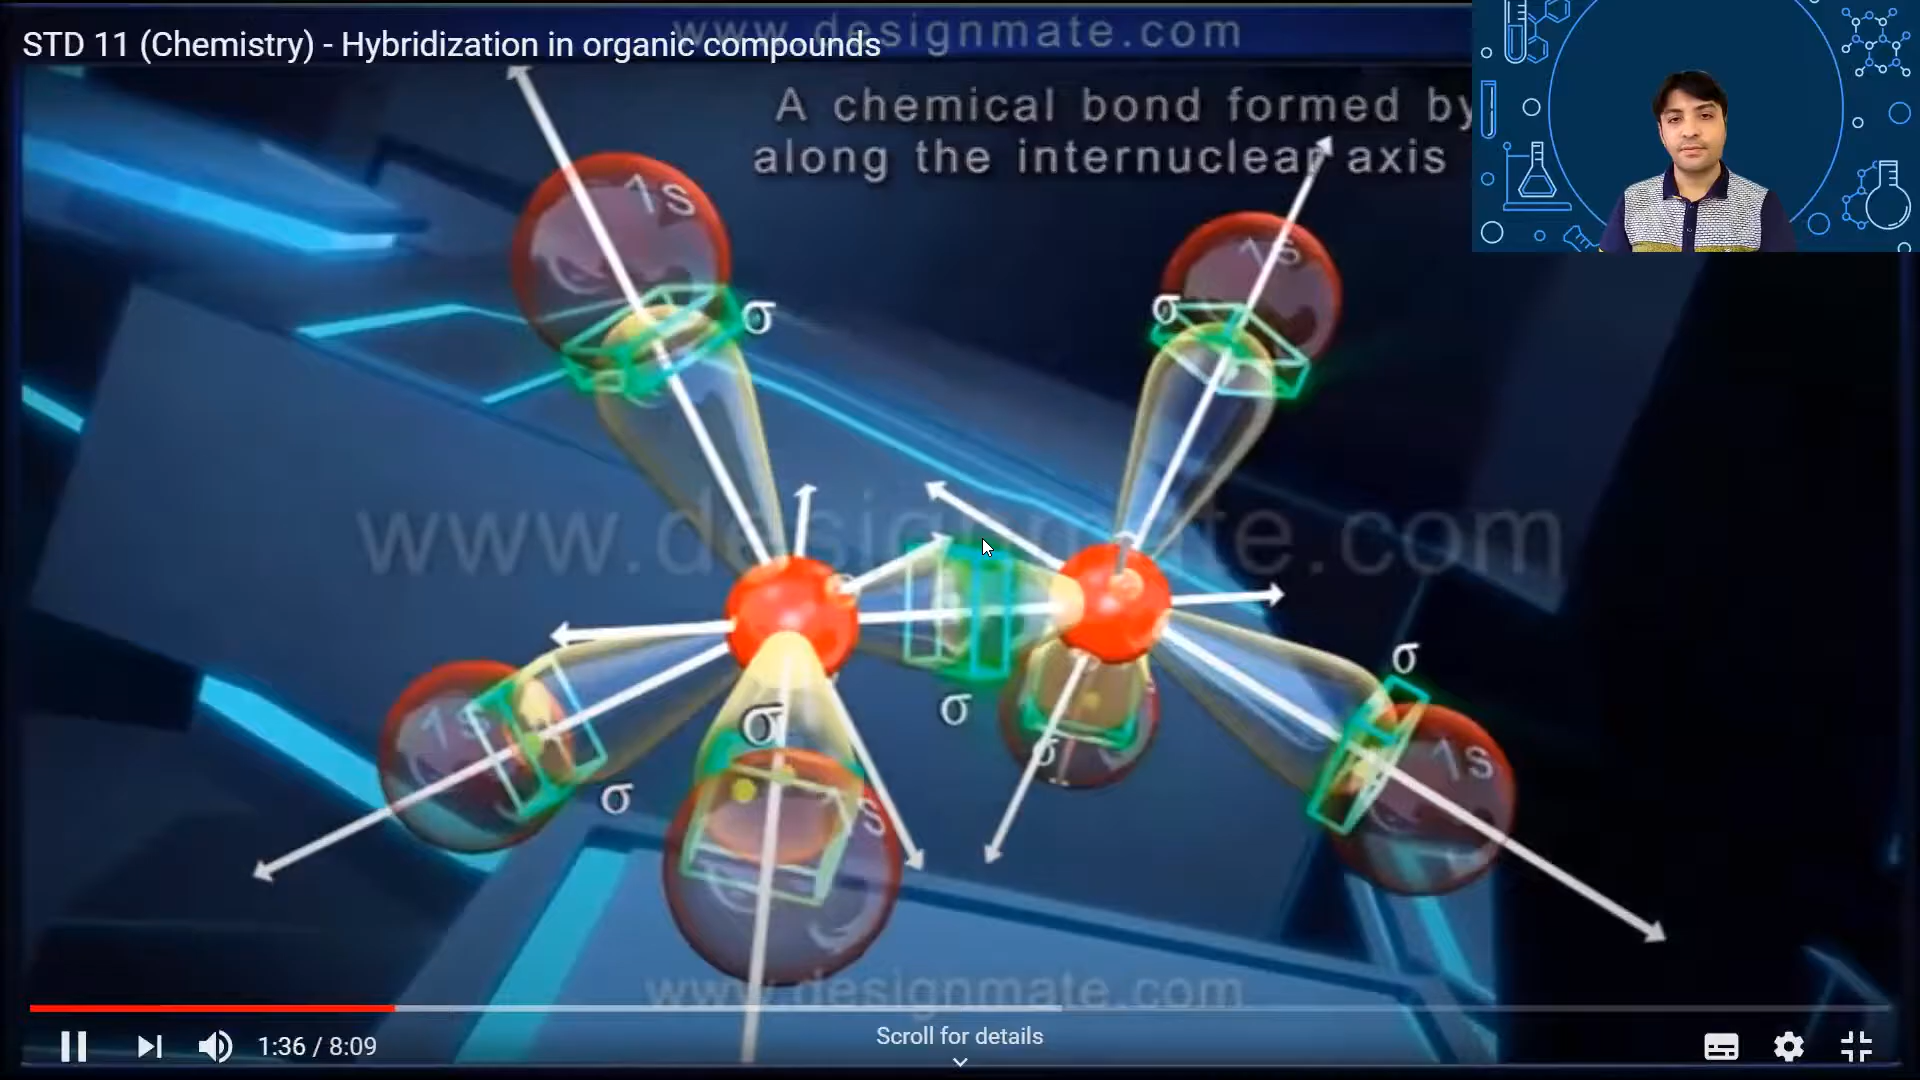 www.designmate.com
STD 11 (Chemistry) - Hybridization in organic compounds
A chemical bond formed by
along the internuclear axis
1s
1s
σ
σ
www.designmate.com
σ
σ
1s
σ
σ
σ
1s
1s
www.designmate.com
1:36 / 8:09
Scroll for details